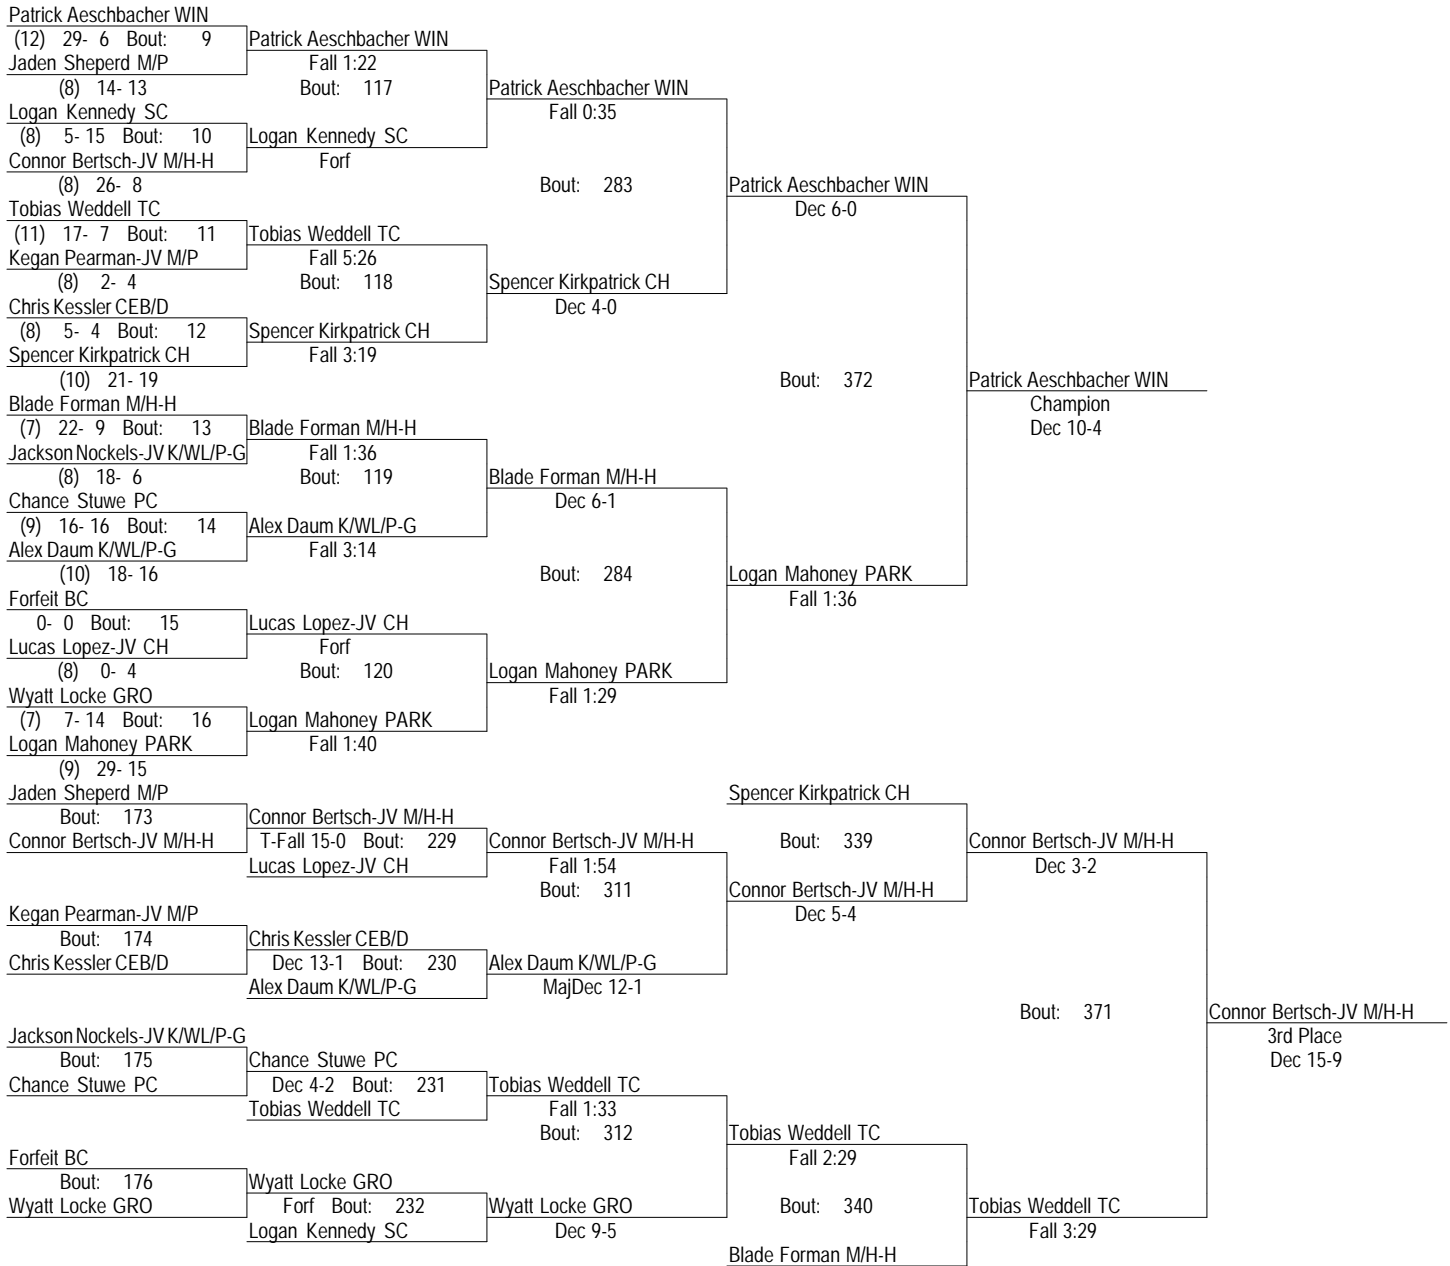 Patrick Aeschbacher WIN
(12) 29- 6 Bout: 9 Patrick Aeschbacher WIN
Jaden Sheperd M/P Fall 1:22
(8) 14- 13 Bout: 117 Patrick Aeschbacher WIN
Logan Kennedy SC Fall 0:35
(8) 5- 15 Bout: 10 Logan Kennedy SC
Connor Bertsch-JV M/H-H Forf
(8) 26- 8 Bout: 283 Patrick Aeschbacher WIN
Tobias Weddell TC Dec 6-0
(11) 17- 7 Bout: 11 Tobias Weddell TC
Kegan Pearman-JV M/P Fall 5:26
(8) 2- 4 Bout: 118 Spencer Kirkpatrick CH
Chris Kessler CEB/D Dec 4-0
(8) 5- 4 Bout: 12 Spencer Kirkpatrick CH
Spencer Kirkpatrick CH Fall 3:19
(10) 21- 19 Bout: 372 Patrick Aeschbacher WIN
Blade Forman M/H-H Champion
(7) 22- 9 Bout: 13 Blade Forman M/H-H Dec 10-4
Jackson Nockels-JV K/WL/P-G Fall 1:36
(8) 18- 6 Bout: 119 Blade Forman M/H-H
Chance Stuwe PC Dec 6-1
(9) 16- 16 Bout: 14 Alex Daum K/WL/P-G
Alex Daum K/WL/P-G Fall 3:14
(10) 18- 16 Bout: 284 Logan Mahoney PARK
Forfeit BC Fall 1:36
0- 0 Bout: 15 Lucas Lopez-JV CH
Lucas Lopez-JV CH Forf
(8) 0- 4 Bout: 120 Logan Mahoney PARK
Wyatt Locke GRO Fall 1:29
(7) 7- 14 Bout: 16 Logan Mahoney PARK
Logan Mahoney PARK Fall 1:40
(9) 29- 15
Jaden Sheperd M/P Spencer Kirkpatrick CH
Bout: 173 Connor Bertsch-JV M/H-H
Connor Bertsch-JV M/H-H T-Fall 15-0 Bout: 229 Connor Bertsch-JV M/H-H Bout: 339 Connor Bertsch-JV M/H-H
Lucas Lopez-JV CH Fall 1:54 Dec 3-2
Bout: 311 Connor Bertsch-JV M/H-H
Kegan Pearman-JV M/P Dec 5-4
Bout: 174 Chris Kessler CEB/D
Chris Kessler CEB/D Dec 13-1 Bout: 230 Alex Daum K/WL/P-G
Alex Daum K/WL/P-G MajDec 12-1
Bout: 371 Connor Bertsch-JV M/H-H
Jackson Nockels-JV K/WL/P-G 3rd Place
Bout: 175 Chance Stuwe PC Dec 15-9
Chance Stuwe PC Dec 4-2 Bout: 231 Tobias Weddell TC
Tobias Weddell TC Fall 1:33
Bout: 312 Tobias Weddell TC
Forfeit BC Fall 2:29
Bout: 176 Wyatt Locke GRO
Wyatt Locke GRO Forf Bout: 232 Wyatt Locke GRO Bout: 340 Tobias Weddell TC
Logan Kennedy SC Dec 9-5 Fall 3:29
Blade Forman M/H-H